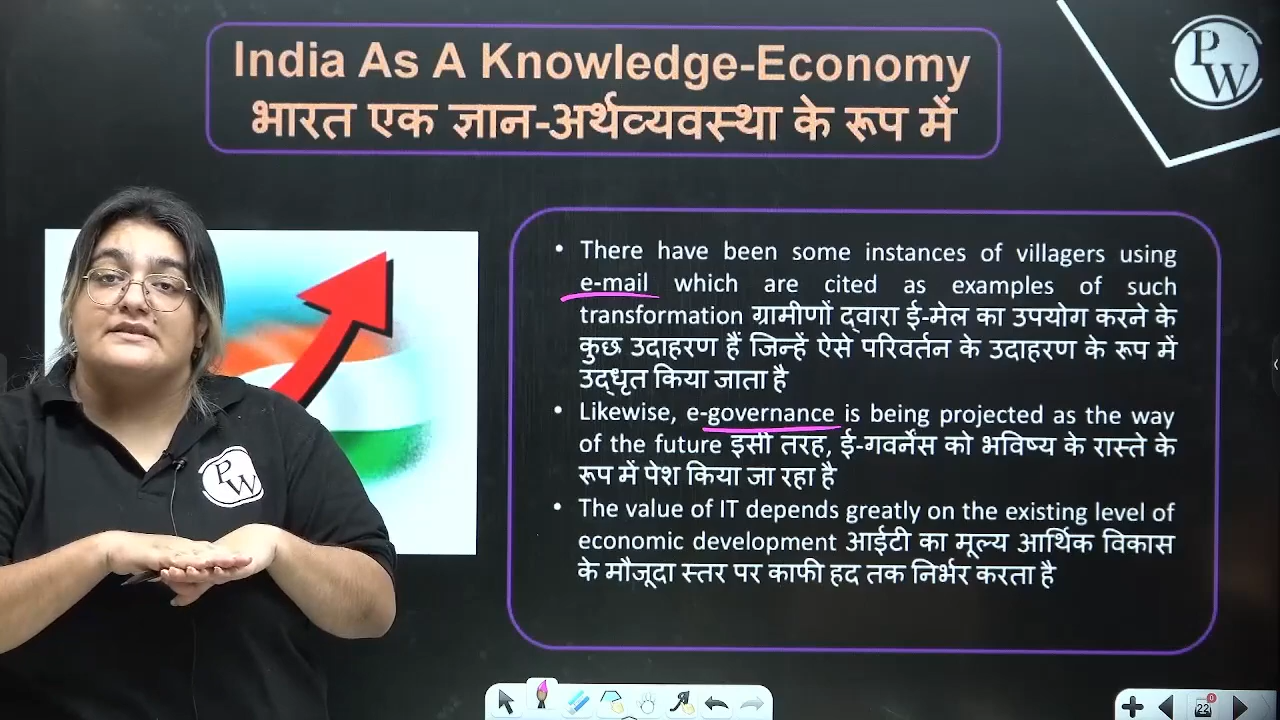 India As A Knowledge-Economy
भारत एक ज्ञान-अर्थव्यवस्था के रूप में
PW
• There have been some instances of villagers using
e-mail which are cited as examples of such
transformation ग्रामीणों द्वारा ई-मेल का उपयोग करने के
कुछ उदाहरण हैं जिन्हें ऐसे परिवर्तन के उदाहरण के रूप में
उद्धृत किया जाता है
• Likewise, e-governance is being projected as the way
of the future इसी तरह, ई-गवर्नेंस को भविष्य के रास्ते के
रूप में पेश किया जा रहा है
• The value of IT depends greatly on the existing level of
economic development आईटी का मूल्य आर्थिक विकास
के मौजूदा स्तर पर काफी हद तक निर्भर करता है
PW
22